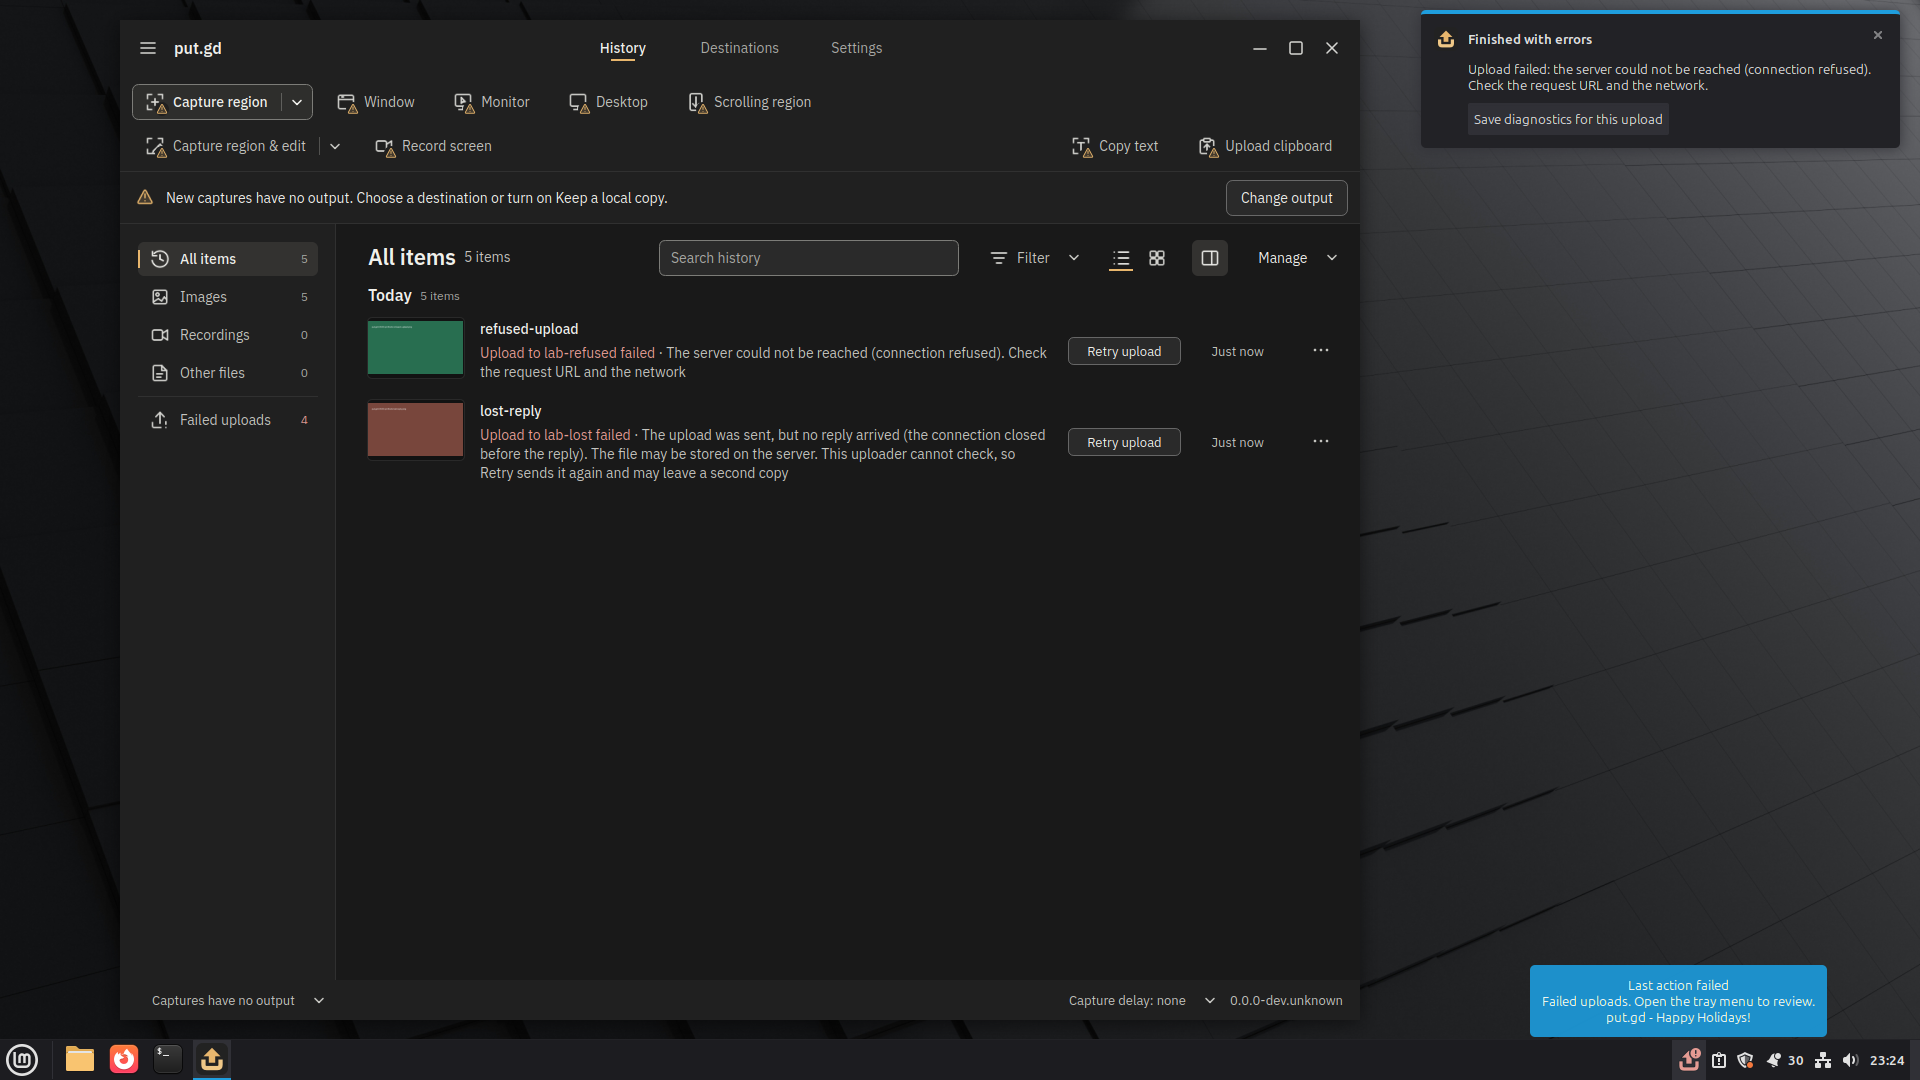 put.gd
History
Destinations
Settings
Capture region
Window
Monitor
Desktop
Scrolling region
Capture region & edit
Record screen
Copy text
Upload clipboard
New captures have no output. Choose a destination or turn on Keep a local copy.
Change output
All items 5
Images 5
Recordings 0
Other files 0
Failed uploads 4
All items 5 items
Search history
Filter
Manage
Today 5 items
refused-upload
Upload to lab-refused failed · The server could not be reached (connection refused). Check
the request URL and the network
Retry upload
Just now
lost-reply
Upload to lab-lost failed · The upload was sent, but no reply arrived (the connection closed
before the reply). The file may be stored on the server. This uploader cannot check, so
Retry sends it again and may leave a second copy
Retry upload
Just now
Captures have no output
Capture delay: none
0.0.0-dev.unknown
Finished with errors
Upload failed: the server could not be reached (connection refused).
Check the request URL and the network.
Save diagnostics for this upload
Last action failed
Failed uploads. Open the tray menu to review.
put.gd - Happy Holidays!
30
23:24